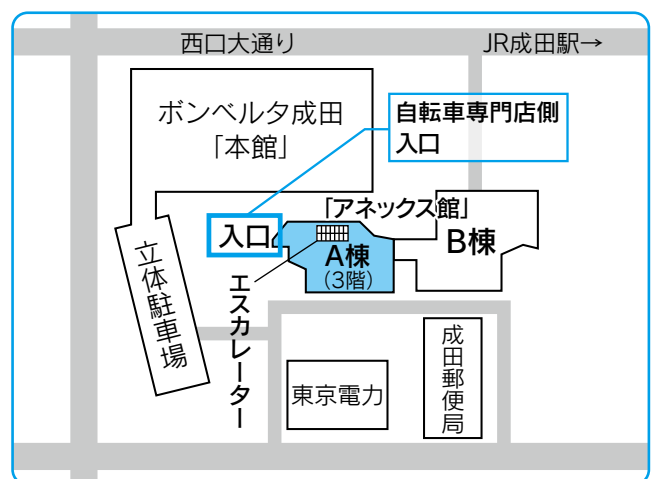 西口大通り
JR成田駅→
ボンベルタ成田
「本館」
自転車専門店側
入口
「アネックス館」
入口
A棟
(3階)
B棟
立体駐車場
エスカレーター
東京電力
成田郵便局